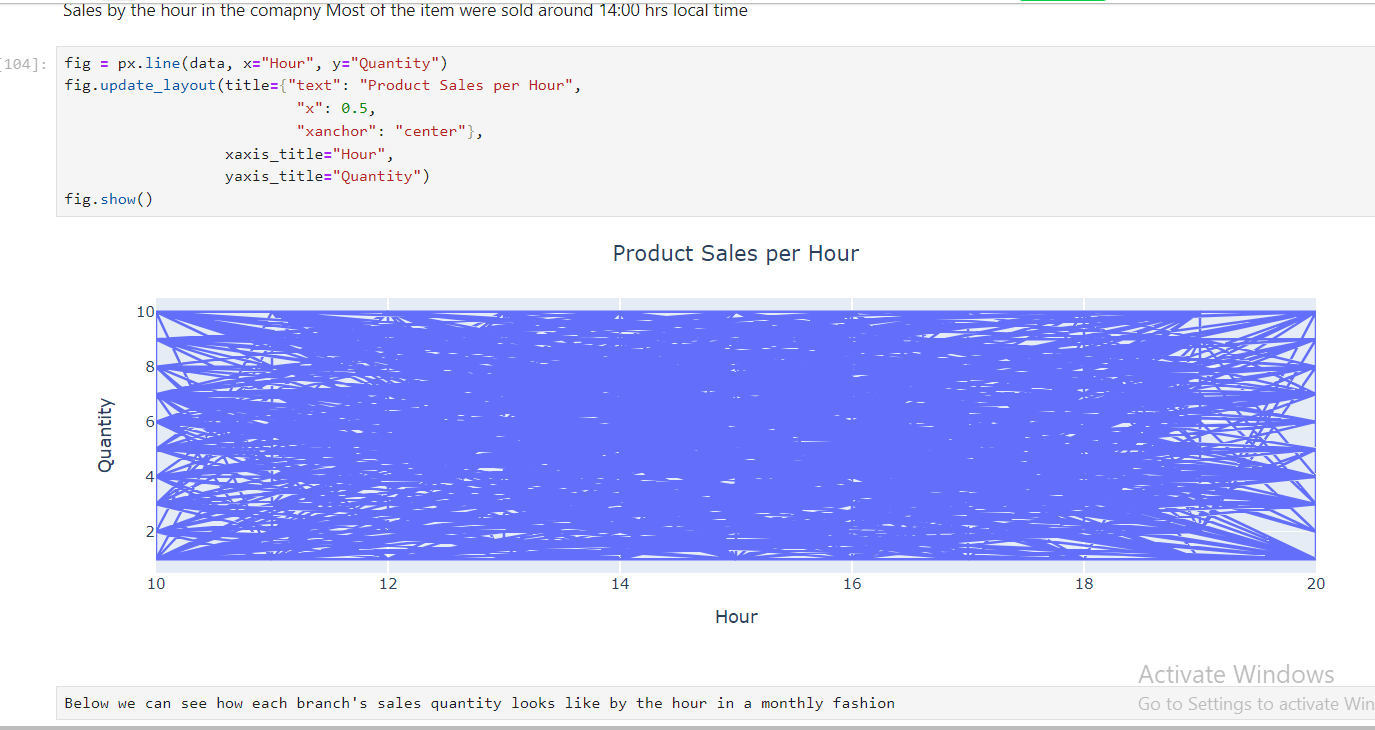 Sales by the hour in the comapny Most of the item were sold around 14:00 hrs local time
[104]: fig = px.line(data, x="Hour", y="Quantity")
fig.update_layout(title={"text": "Product Sales per Hour",
"x": 0.5,
"xanchor": "center"},
xaxis_title="Hour",
yaxis_title="Quantity")
fig.show()
Product Sales per Hour
10
8
6
4
2
Quantity
10 12 14 16 18 20
Hour
Activate Windows
Below we can see how each branch's sales quantity looks like by the hour in a monthly fashion
Go to Settings to activate Win